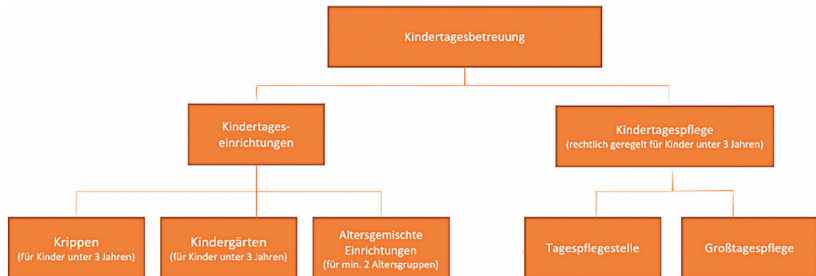 Kindertagesbetreuung
Kindertages-
einrichtungen
Kindertagespflege
(rechtlich geregelt für Kinder unter 3 Jahren)
Krippen
(für Kinder unter 3 Jahren)
Kindergärten
(für Kinder unter 3 Jahren)
Altersgemischte
Einrichtungen
(für min. 2 Altersgruppen)
Tagespflegestelle
Großtagespflege